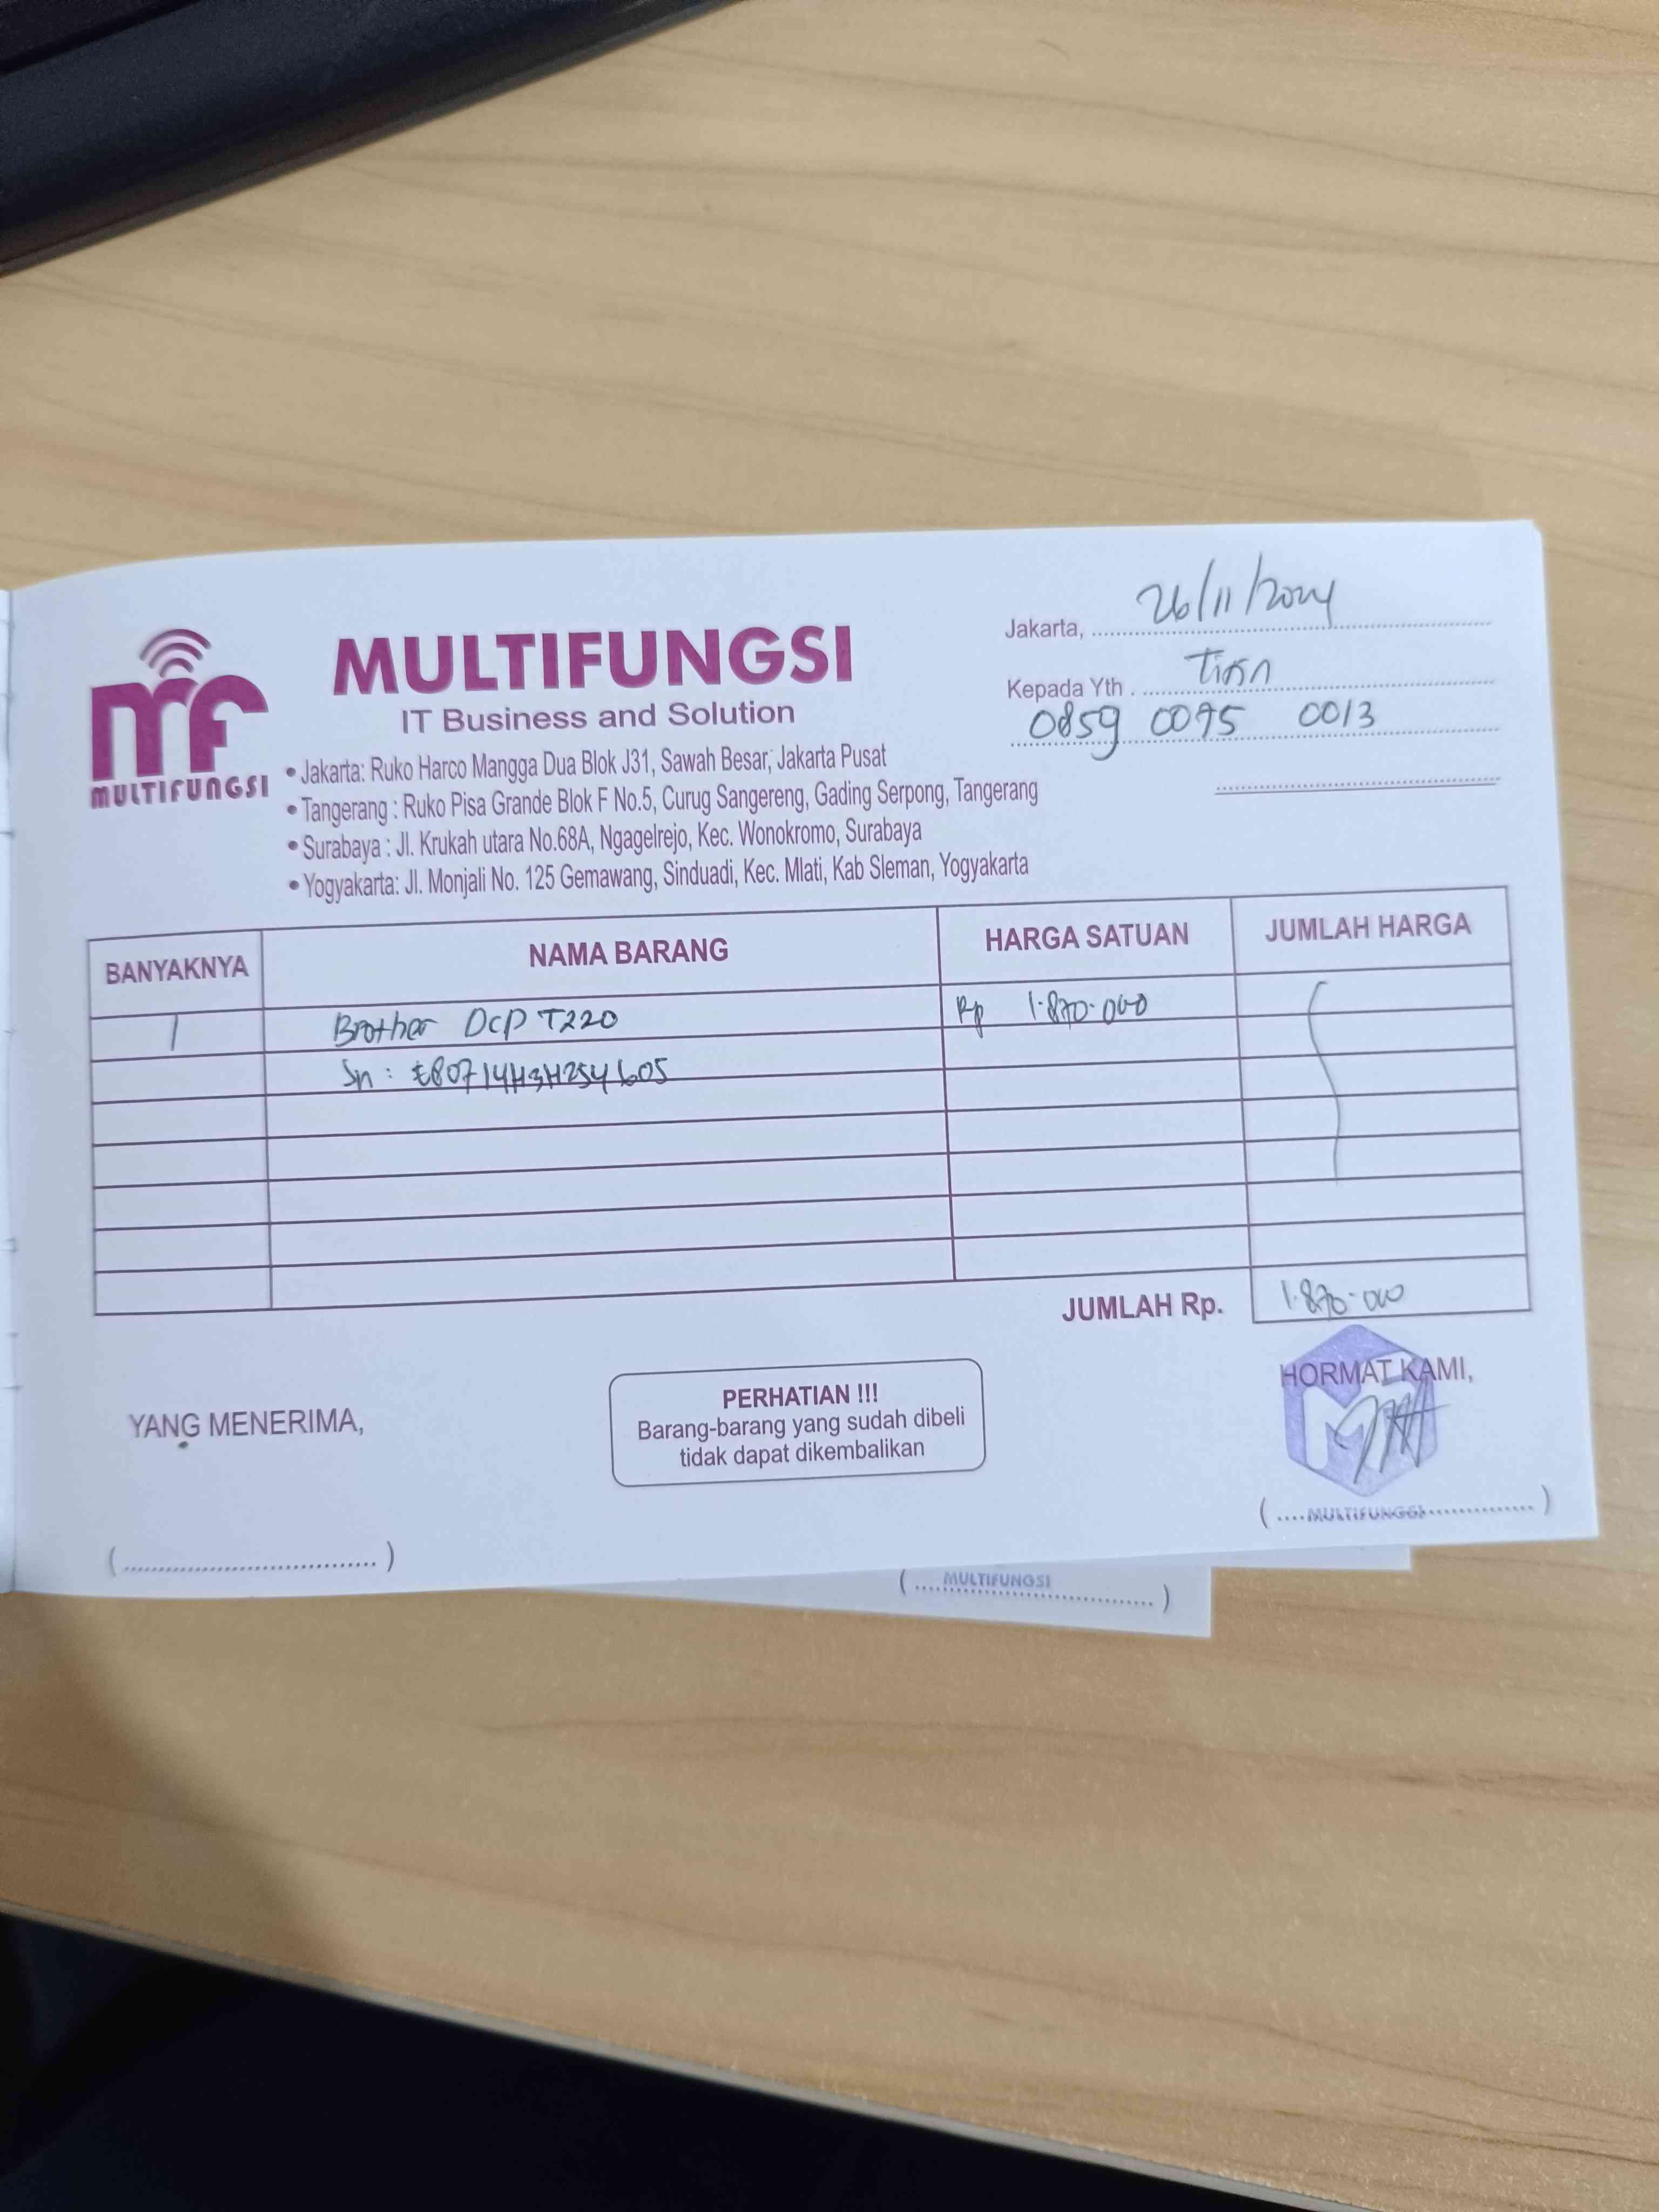 MULTIFUNGSI
MULTIFUNGSI
IT Business and Solution
• Jakarta: Ruko Harco Mangga Dua Blok J31, Sawah Besar, Jakarta Pusat
• Tangerang : Ruko Pisa Grande Blok F No.5, Curug Sangereng, Gading Serpong, Tangerang
• Surabaya : Jl. Krukah utara No.68A, Ngagelrejo, Kec. Wonokromo, Surabaya
• Yogyakarta: Jl. Monjali No. 125 Gemawang, Sinduadi, Kec. Mlati, Kab Sleman, Yogyakarta
Jakarta, 26/11/2024
Kepada Yth .
0859 0075 0013
BANYAKNYA NAMA BARANG HARGA SATUAN JUMLAH HARGA
1 Brother DCP T220 Rp 1.870.000
Sn : E80714H3H254605
JUMLAH Rp. 1.870.000
YANG MENERIMA,
PERHATIAN !!!
Barang-barang yang sudah dibeli
tidak dapat dikembalikan
HORMAT KAMI,
MULTIFUNGSI
MULTIFUNGSI